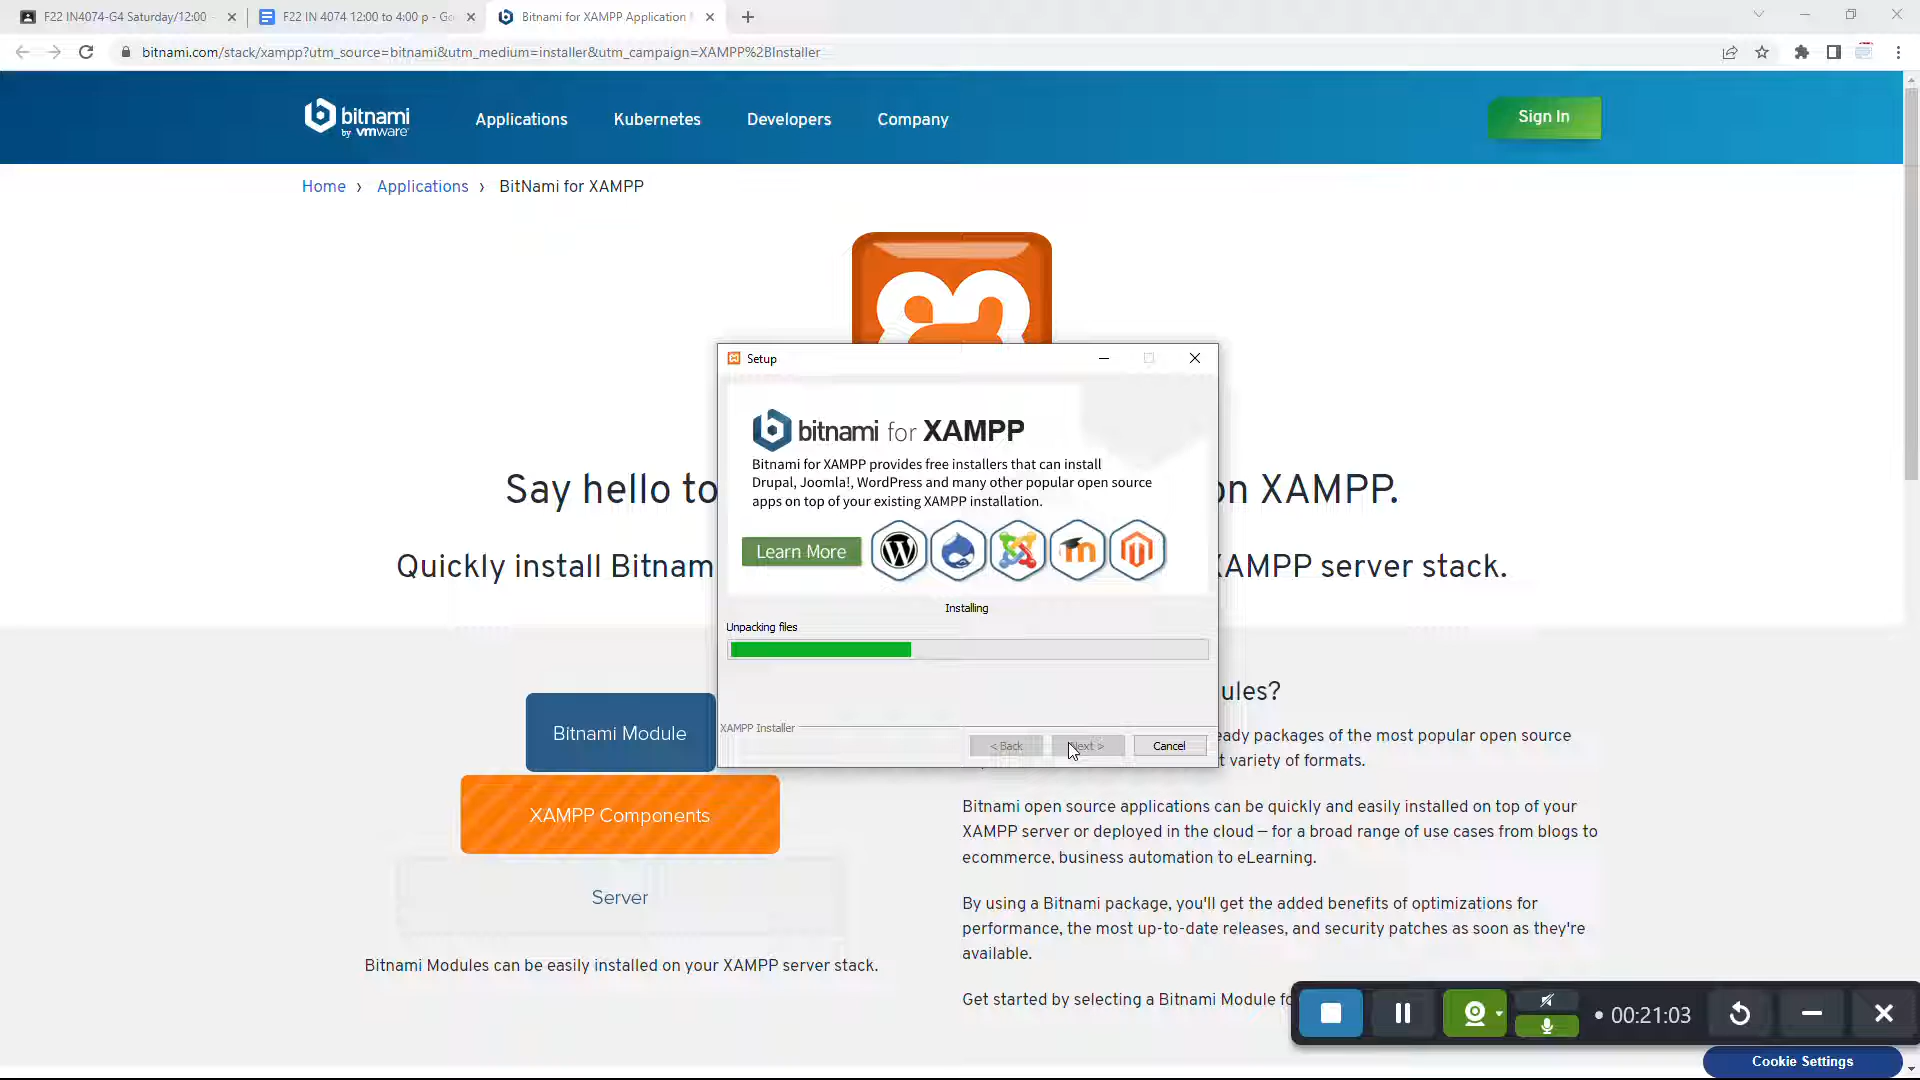 F22 IN4074-G4 Saturday/12:00
F22 IN 4074 12:00 to 4:00 p - Go
Bitnami for XAMPP Application
bitnami.com/stack/xampp?utm_source=bitnami&utm_medium=installer&utm_campaign=XAMPP%2BInstaller
bitnami
by vmware
Applications
Kubernetes
Developers
Company
Sign In
Home › Applications › BitNami for XAMPP
Setup
bitnami for XAMPP
Bitnami for XAMPP provides free installers that can install
Drupal, Joomla!, WordPress and many other popular open source
apps on top of your existing XAMPP installation.
Learn More
Installing
Unpacking files
XAMPP Installer
< Back
Cancel
Say hello to
on XAMPP.
Quickly install Bitnam
XAMPP server stack.
Bitnami Module
XAMPP Components
Server
Bitnami Modules can be easily installed on your XAMPP server stack.
ules?
eady packages of the most popular open source
t variety of formats.
Bitnami open source applications can be quickly and easily installed on top of your
XAMPP server or deployed in the cloud – for a broad range of use cases from blogs to
ecommerce, business automation to eLearning.
By using a Bitnami package, you'll get the added benefits of optimizations for
performance, the most up-to-date releases, and security patches as soon as they're
available.
Get started by selecting a Bitnami Module fo
00:21:03
Cookie Settings